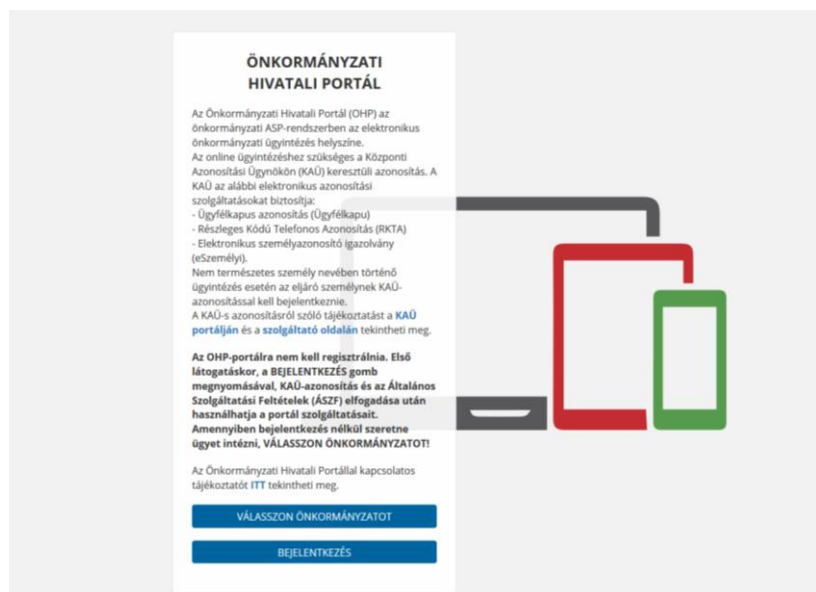 ÖNKORMÁNYZATI
HIVATALI PORTÁL
Az Önkormányzati Hivatali Portál (OHP) az
önkormányzati ASP-rendszerben az elektronikus
önkormányzati ügyintézés helyszíne.
Az online ügyintézéshez szükséges a Központi
Azonosítási Ügynökön (KAÜ) keresztüli azonosítás. A
KAÜ az alábbi elektronikus azonosítási
szolgáltatásokat biztosítja:
- Ügyfélkapus azonosítás (Ügyfélkapu)
- Részleges Kódú Telefonos Azonosítás (RKTA)
- Elektronikus személyazonosító igazolvány
(eSzemélyi).
Nem természetes személy nevében történő
ügyintézés esetén az eljáró személynek KAÜ-
azonosítással kell bejelentkeznie.
A KAÜ-s azonosításról szóló tájékoztatást a KAÜ
portálján és a szolgáltató oldalán tekintheti meg.
Az OHP-portálra nem kell regisztrálnia. Első
látogatáskor, a BEJELENTKEZÉS gomb
megnyomásával, KAÜ-azonosítás és az Általános
Szolgáltatási Feltételek (ÁSZF) elfogadása után
használhatja a portál szolgáltatásait.
Amennyiben bejelentkezés nélkül szeretne
ügyet intézni, VÁLASSZON ÖNKORMÁNYZATOT!
Az Önkormányzati Hivatali Portállal kapcsolatos
tájékoztatót ITT tekintheti meg.
VÁLASSZON ÖNKORMÁNYZATOT
BEJELENTKEZÉS